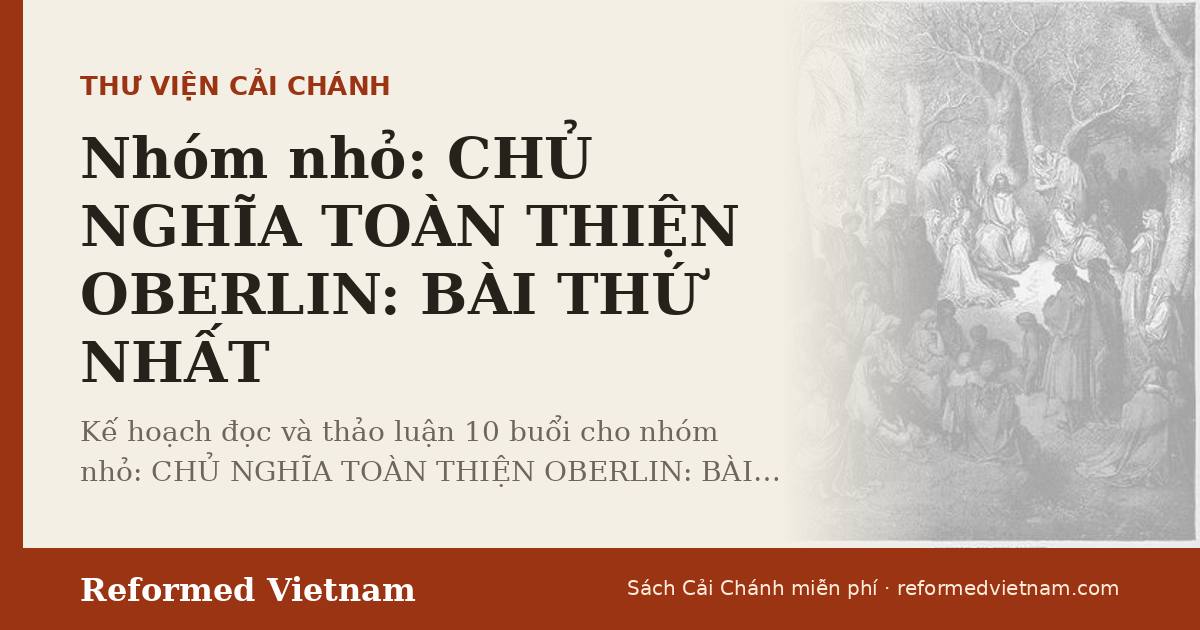 THƯ VIỆN CẢI CHÁNH
Nhóm nhỏ: CHỦ
NGHĨA TOÀN THIỆN
OBERLIN: BÀI THỨ
NHẤT
Kế hoạch đọc và thảo luận 10 buổi cho nhóm
nhỏ: CHỦ NGHĨA TOÀN THIỆN OBERLIN: BÀI...
Reformed Vietnam
Sách Cải Chánh miễn phí · reformedvietnam.com